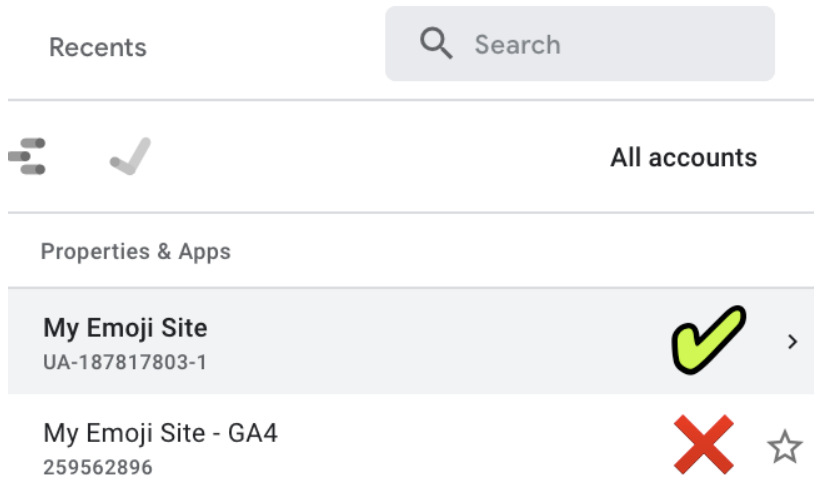 Recents
Search
All accounts
Properties & Apps
My Emoji Site
UA-187817803-1
My Emoji Site - GA4
259562896